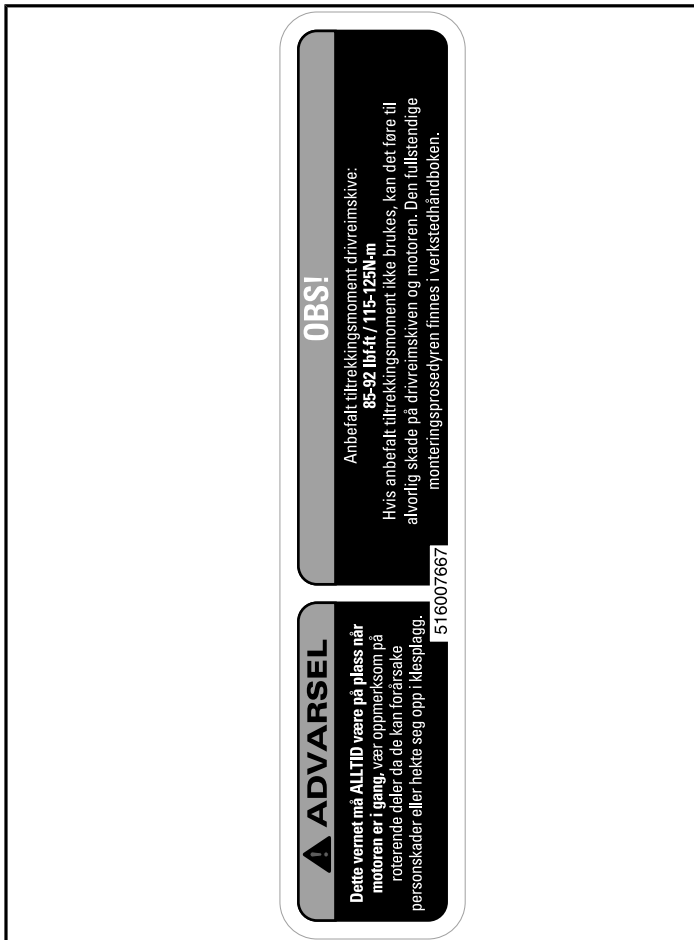 ⚠ ADVARSEL
Dette vernet må ALLTID være på plass når
motoren er i gang, vær oppmerksom på
roterende deler da de kan forårsake
personskader eller hekte seg opp i klesplagg.
516007667
OBS!
Anbefalt tiltrekkingsmoment drivreimskive:
85-92 lbf-ft / 115-125N-m
Hvis anbefalt tiltrekkingsmoment ikke brukes, kan det føre til
alvorlig skade på drivreimskiven og motoren. Den fullstendige
monteringsprosedyren finnes i verkstedhåndboken.